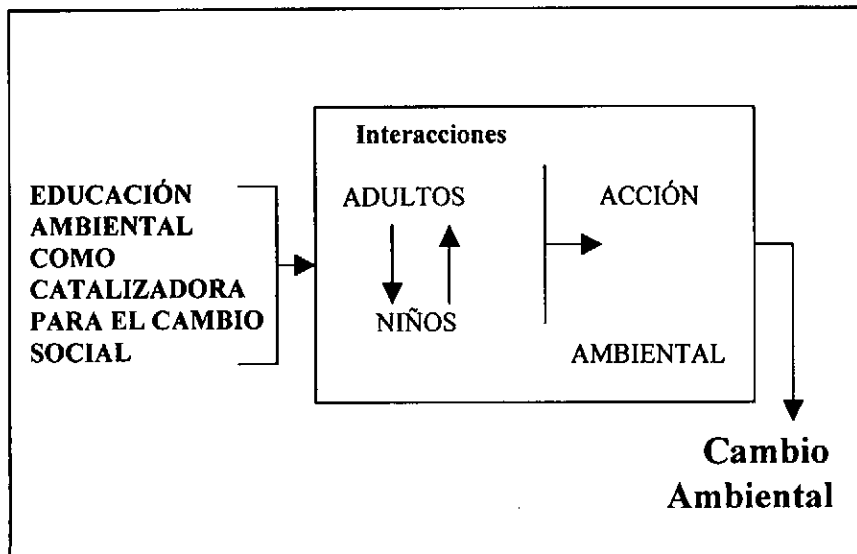 EDUCACIÓN
AMBIENTAL
COMO
CATALIZADORA
PARA EL CAMBIO
SOCIAL
Interacciones
ADULTOS
NIÑOS
ACCIÓN
AMBIENTAL
Cambio
Ambiental